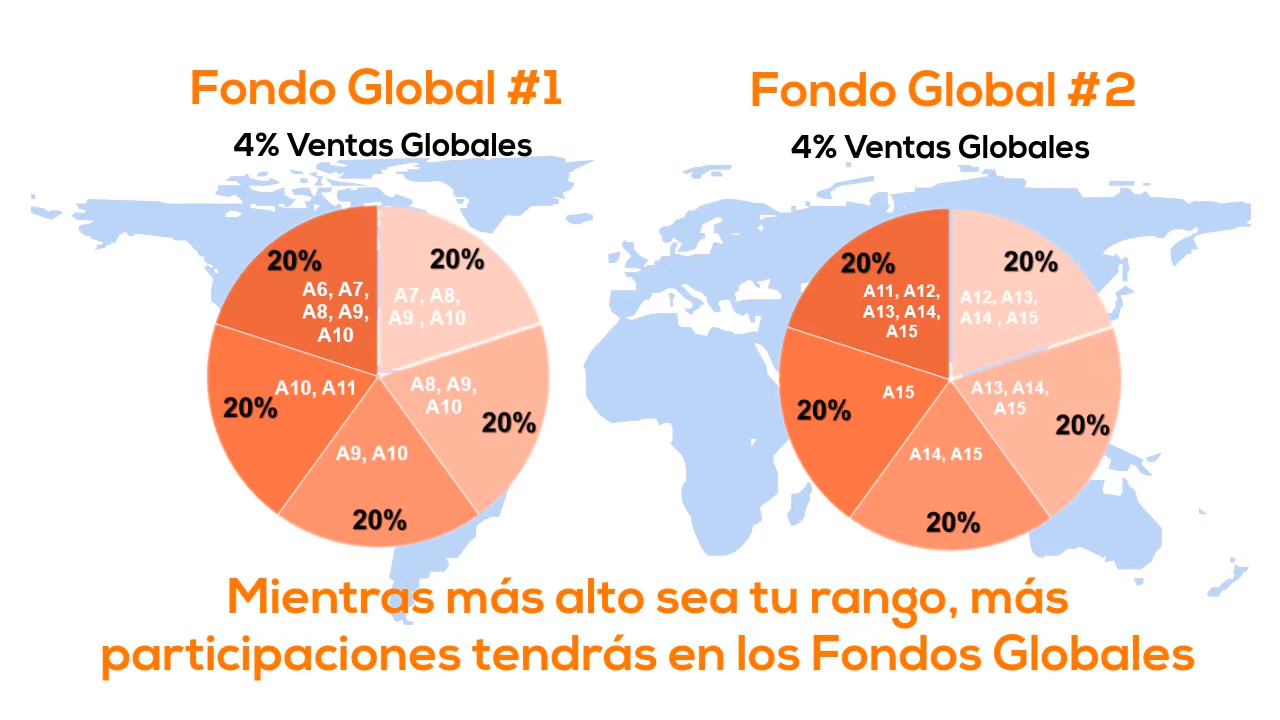 Fondo Global #1
4% Ventas Globales
20%
A6, A7,
A8, A9,
A10
20%
A7, A8,
A9 , A10
A10, A11
20%
A8, A9,
A10
20%
A9, A10
20%
Fondo Global #2
4% Ventas Globales
20%
A11, A12,
A13, A14,
A15
20%
A12, A13,
A14 , A15
A15
20%
A13, A14,
A15
20%
A14, A15
20%
Mientras más alto sea tu rango, más
participaciones tendrás en los Fondos Globales